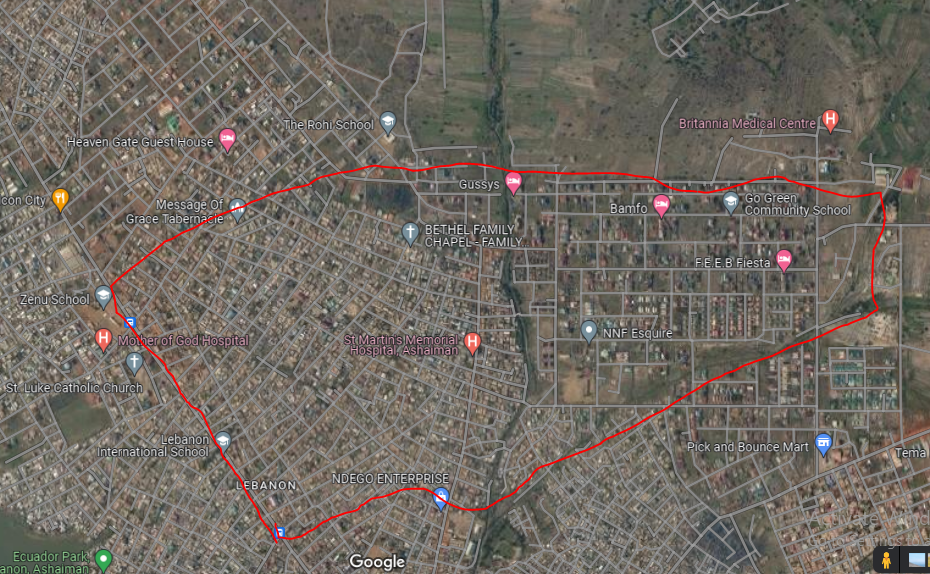 Britannia Medical Centre
The Rohi School
Heaven Gate Guest House
Gussys
con City
Message Of
Grace Tabernacle
Bamfo
Go Green
Community School
BETHEL FAMILY
CHAPEL - FAMILY
F.E.E.B Fiesta
Zenu School
Mother of God Hospital
St Martins Memorial
Hospital, Ashaiman
NNF Esquire
St. Luke Catholic Church
Lebanon
International School
Pick and Bounce Mart
Tema
LEBANON
NDEGO ENTERPRISE
Ecuador Park
anon, Ashaiman
Google